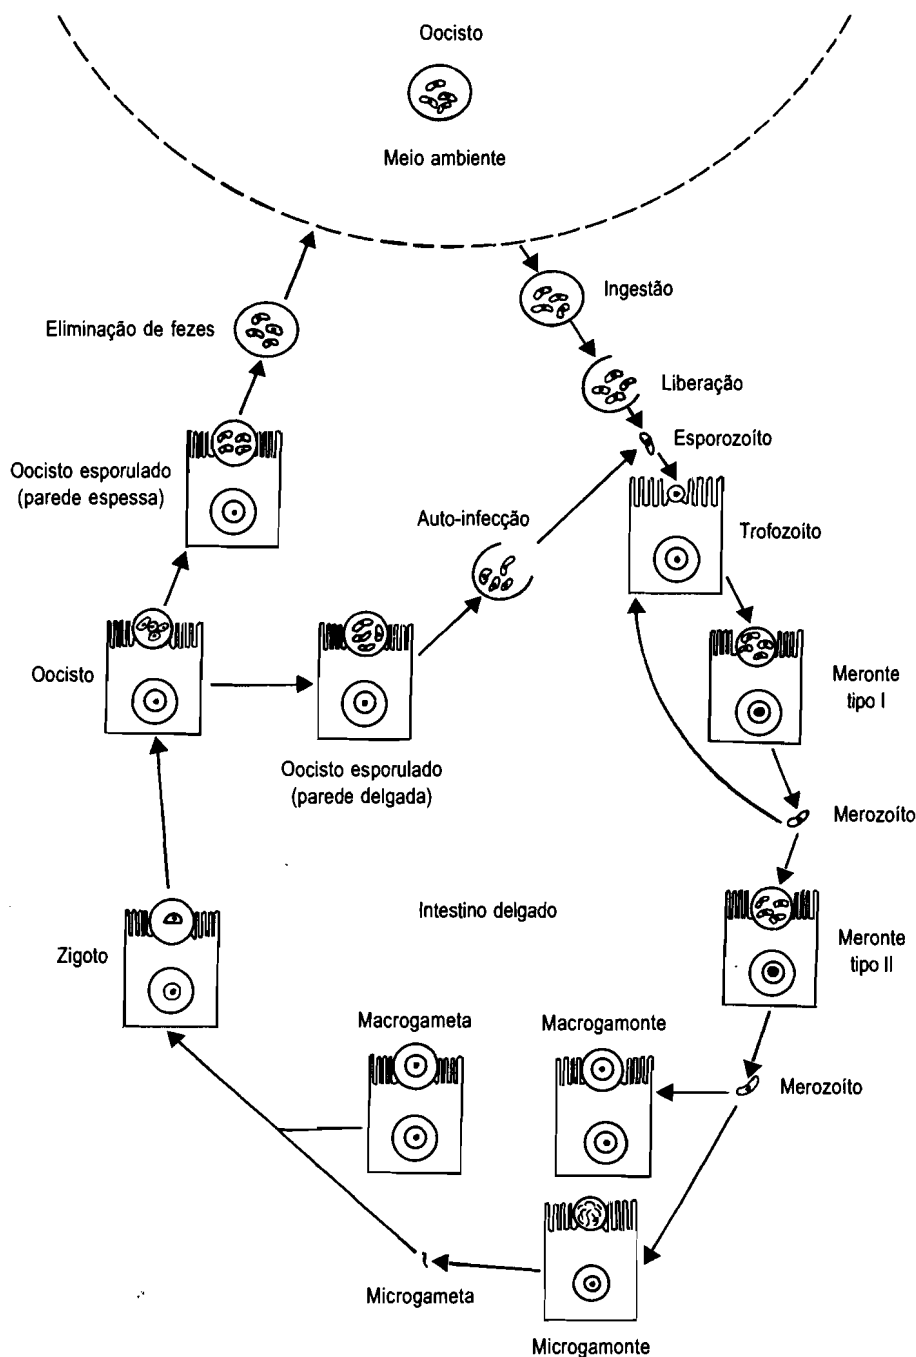 Oocisto
Meio ambiente
Ingestão
Eliminação de fezes
Liberação
Esporozoíto
Oocisto esporulado
(parede espessa)
Auto-infecção
Trofozoíto
Oocisto
Meronte
tipo I
Oocisto esporulado
(parede delgada)
Merozoíto
Intestino delgado
Zigoto
Meronte
tipo II
Macrogameta
Macrogamonte
Merozoíto
Microgameta
Microgamonte